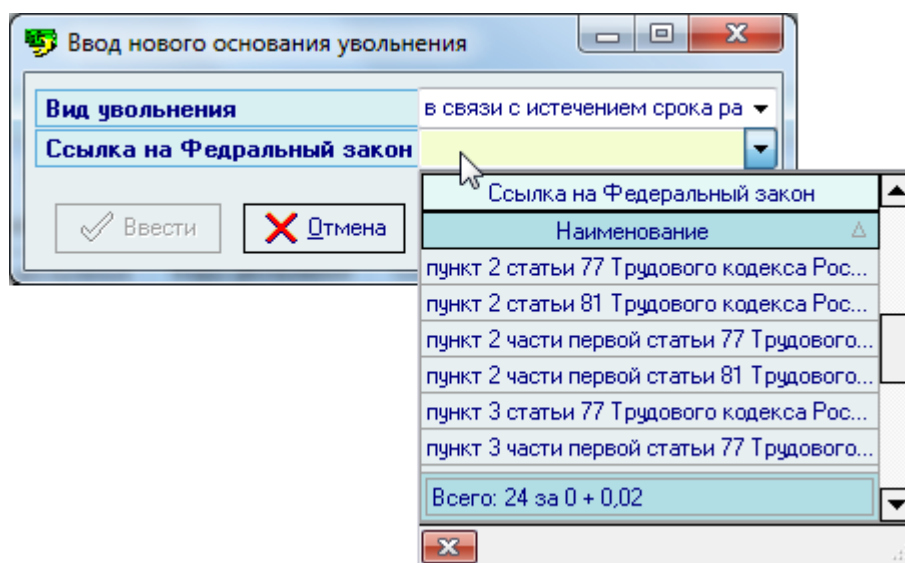 Ввод нового основания увольнения
Вид увольнения
в связи с истечением срока ра
Ссылка на Федральный закон
Ввести
Отмена
Ссылка на Федеральный закон
Наименование
пункт 2 статьи 77 Трудового кодекса Рос...
пункт 2 статьи 81 Трудового кодекса Рос...
пункт 2 части первой статьи 77 Трудового...
пункт 2 части первой статьи 81 Трудового...
пункт 3 статьи 77 Трудового кодекса Рос...
пункт 3 части первой статьи 77 Трудового...
Всего: 24 за 0 + 0,02